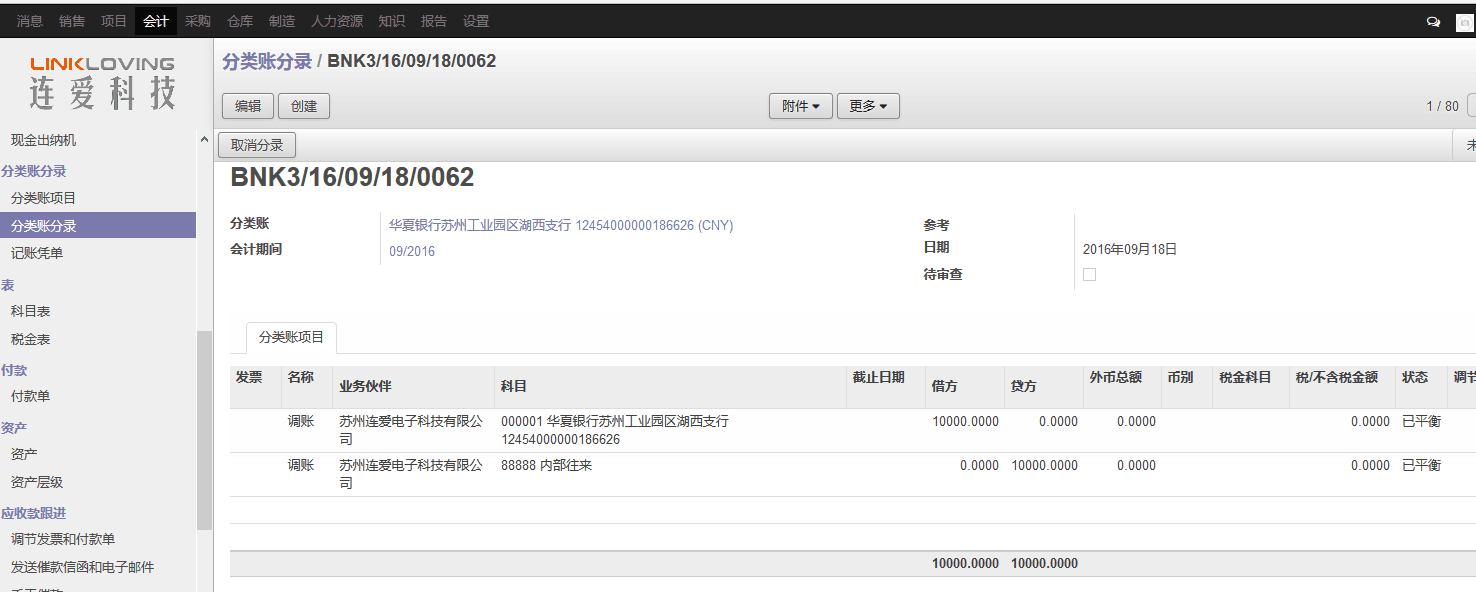 消息 销售 项目 会计 采购 仓库 制造 人力资源 知识 报告 设置
LINKLOVING
连爱科技
分类账分录 / BNK3/16/09/18/0062
编辑 创建 附件 更多 1 / 80
现金出纳机
分类账分录
分类账项目
分类账分录
记账凭单
表
科目表
税金表
付款
付款单
资产
资产
资产层级
应收款跟进
调节发票和付款单
发送催款信函和电子邮件
取消分录 未
BNK3/16/09/18/0062
分类账 华夏银行苏州工业园区湖西支行 12454000000186626 (CNY)
会计期间 09/2016
参考
日期 2016年09月18日
待审查
分类账项目
发票 名称 业务伙伴 科目 截止日期 借方 贷方 外币总额 币别 税金科目 税/不含税金额 状态 调节
调账 苏州连爱电子科技有限公 000001 华夏银行苏州工业园区湖西支行 10000.0000 0.0000 0.0000 0.0000 已平衡
司 12454000000186626
调账 苏州连爱电子科技有限公 88888 内部往来 0.0000 10000.0000 0.0000 0.0000 已平衡
司
10000.0000 10000.0000